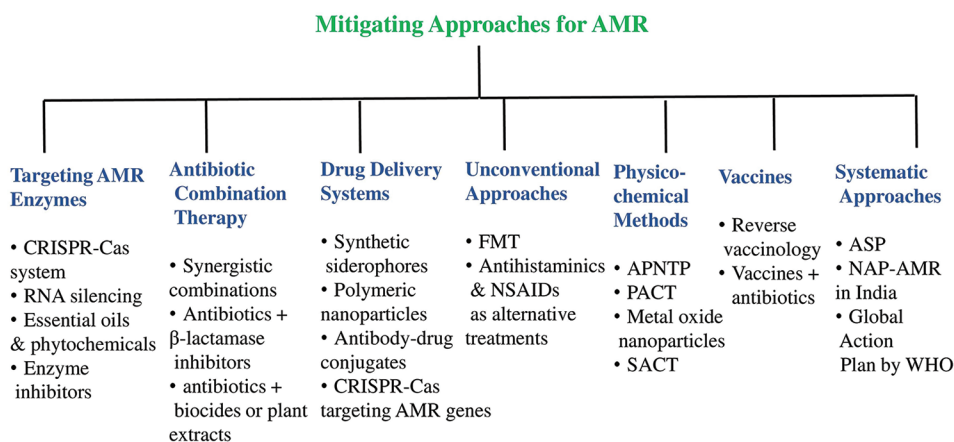 Mitigating Approaches for AMR
Targeting AMR
Enzymes
• CRISPR-Cas
system
• RNA silencing
• Essential oils
& phytochemicals
• Enzyme
inhibitors
Antibiotic
Combination
Therapy
• Synergistic
combinations
• Antibiotics +
β-lactamase
inhibitors
• antibiotics +
biocides or plant
extracts
Drug Delivery
Systems
• Synthetic
siderophores
• Polymeric
nanoparticles
• Antibody-drug
conjugates
• CRISPR-Cas
targeting AMR genes
Unconventional
Approaches
• FMT
• Antihistaminics
& NSAIDs
as alternative
treatments
Physico-
chemical
Methods
• APNTP
• PACT
• Metal oxide
nanoparticles
• SACT
Vaccines
• Reverse
vaccinology
• Vaccines +
antibiotics
Systematic
Approaches
• ASP
• NAP-AMR
in India
• Global
Action
Plan by WHO